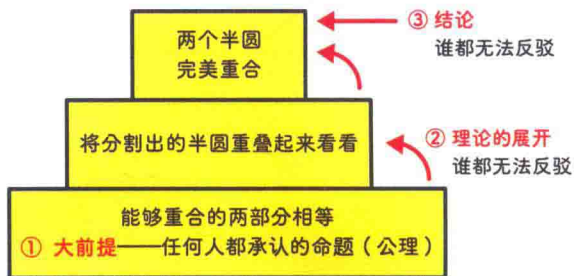 两个半圆
完美重合
③ 结论
谁都无法反驳
将分割出的半圆重叠起来看看
② 理论的展开
谁都无法反驳
能够重合的两部分相等
① 大前提——任何人都承认的命题（公理）